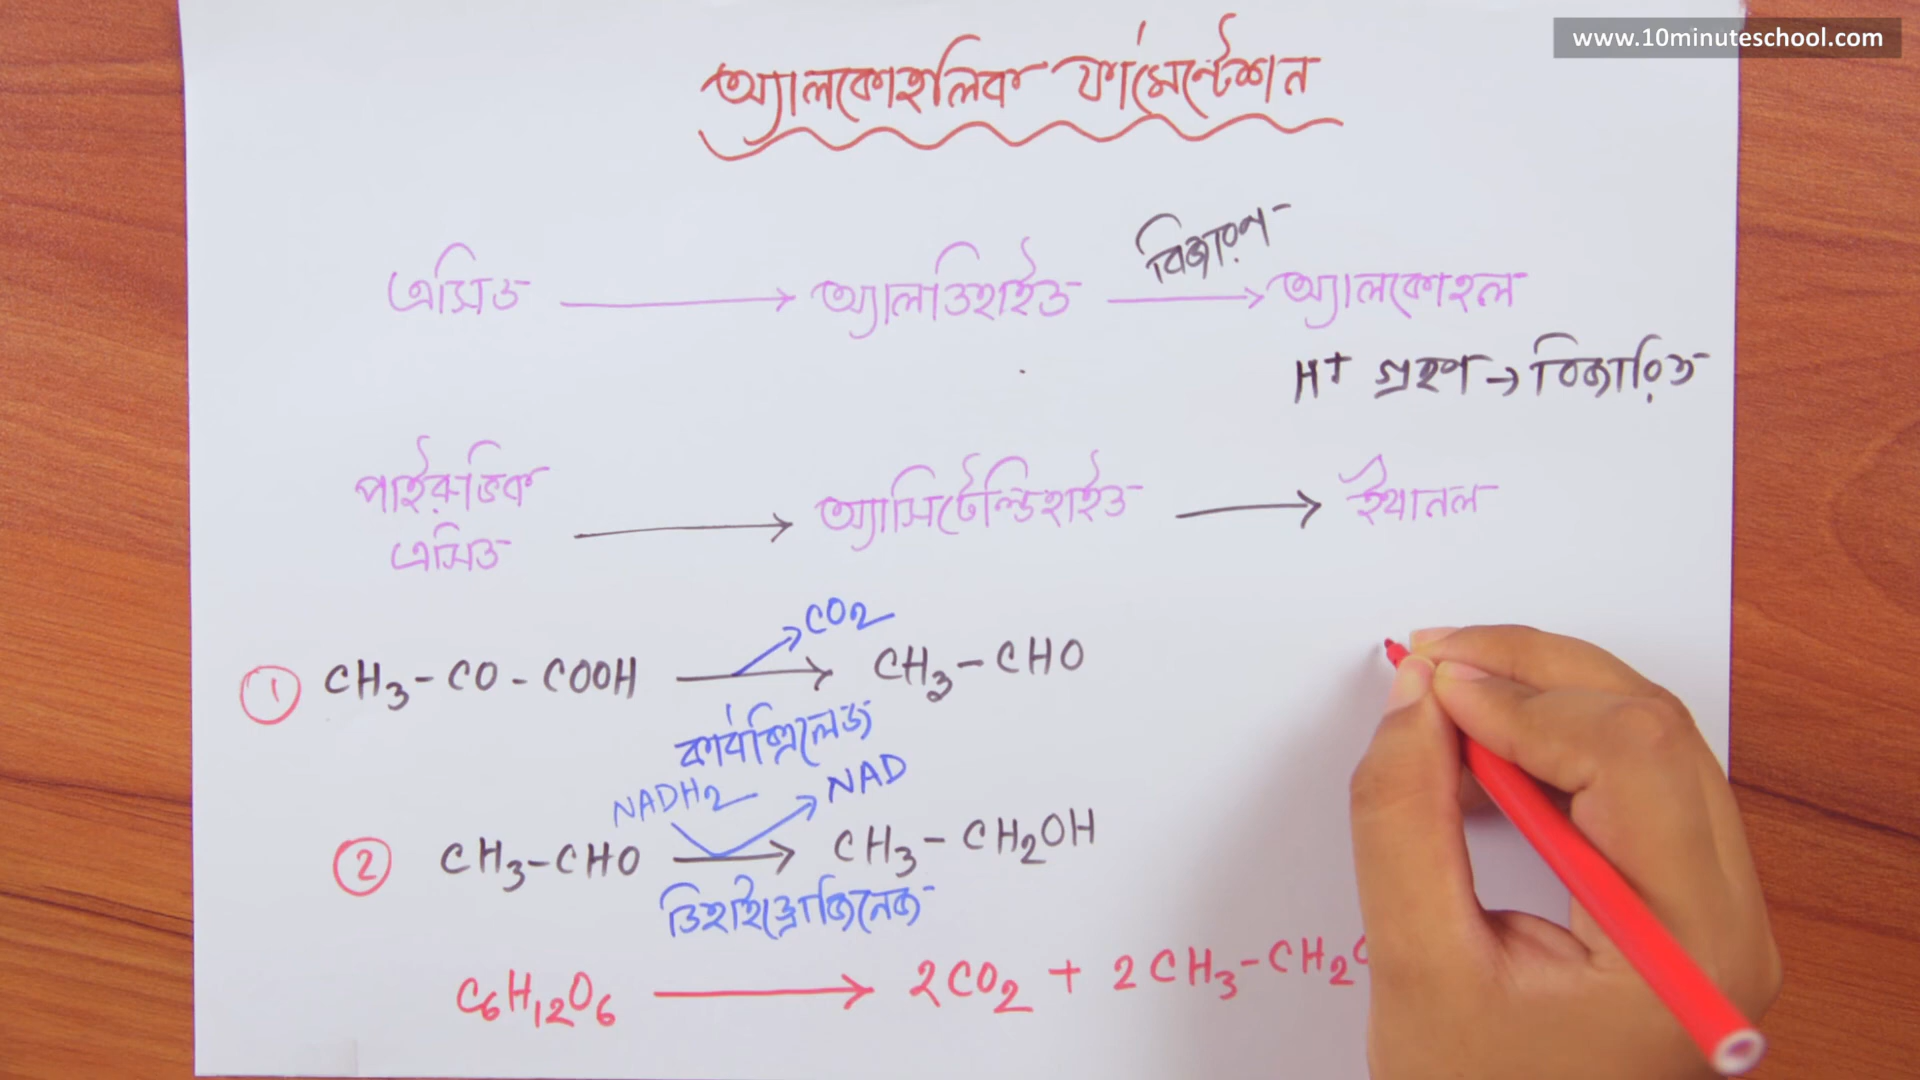 www.10minuteschool.com
অ্যালকোহলিক ফার্মেন্টেশন
এসিড → অ্যালডিহাইড বিজারণ → অ্যালকোহল
H+ গ্রহণ → বিজারিত
পাইরুভিক এসিড → অ্যাসিটেল্ডিহাইড → ইথানল
CO2
① CH3 - CO - COOH → CH3 - CHO
কার্বক্সিলেজ
NADH2 NAD
② CH3 - CHO → CH3 - CH2OH
ডিহাইড্রোজিনেজ
C6H12O6 → 2CO2 + 2CH3 - CH2